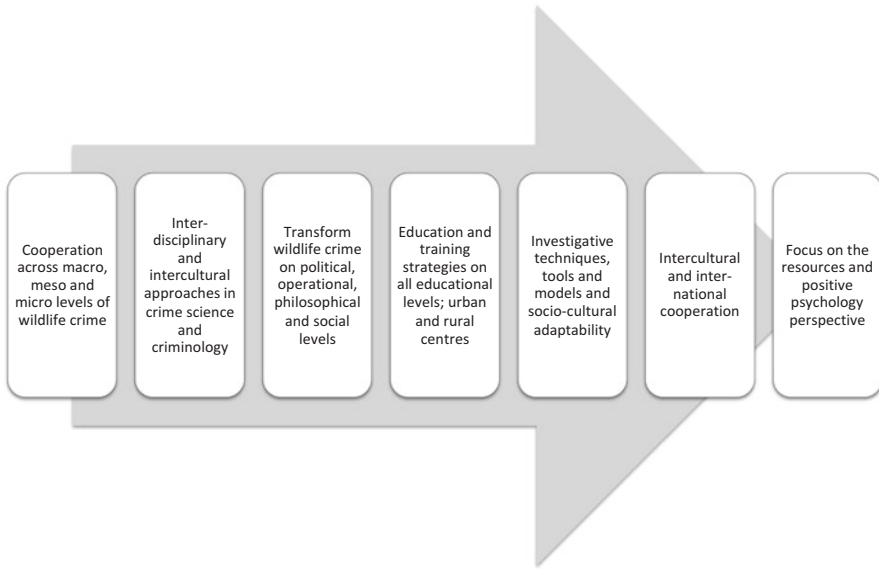 Cooperation
across macro,
meso and
micro levels of
wildlife crime
Inter-
disciplinary
and
intercultural
approaches in
crime science
and
criminology
Transform
wildlife crime
on political,
operational,
philosophical
and social
levels
Education and
training
strategies on
all educational
levels; urban
and rural
centres
Investigative
techniques,
tools and
models and
socio-cultural
adaptability
Intercultural
and inter-
national
cooperation
Focus on the
resources and
positive
psychology
perspective